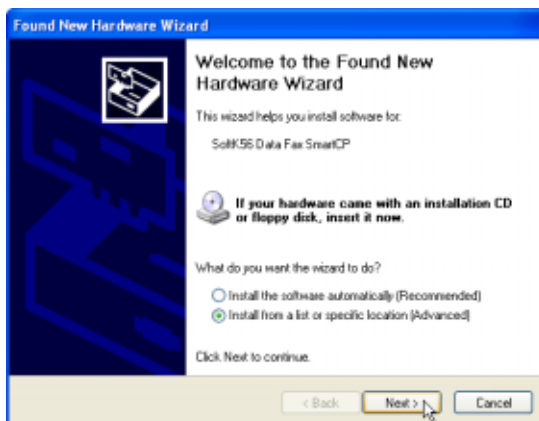 Found New Hardware Wizard
Welcome to the Found New
Hardware Wizard
This wizard helps you install software for:
SoftK56 Data Fax SmartCP
If your hardware came with an installation CD
or floppy disk, insert it now.
What do you want the wizard to do?
Install the software automatically (Recommended)
Install from a list or specific location (Advanced)
Click Next to continue.
< Back Next > Cancel